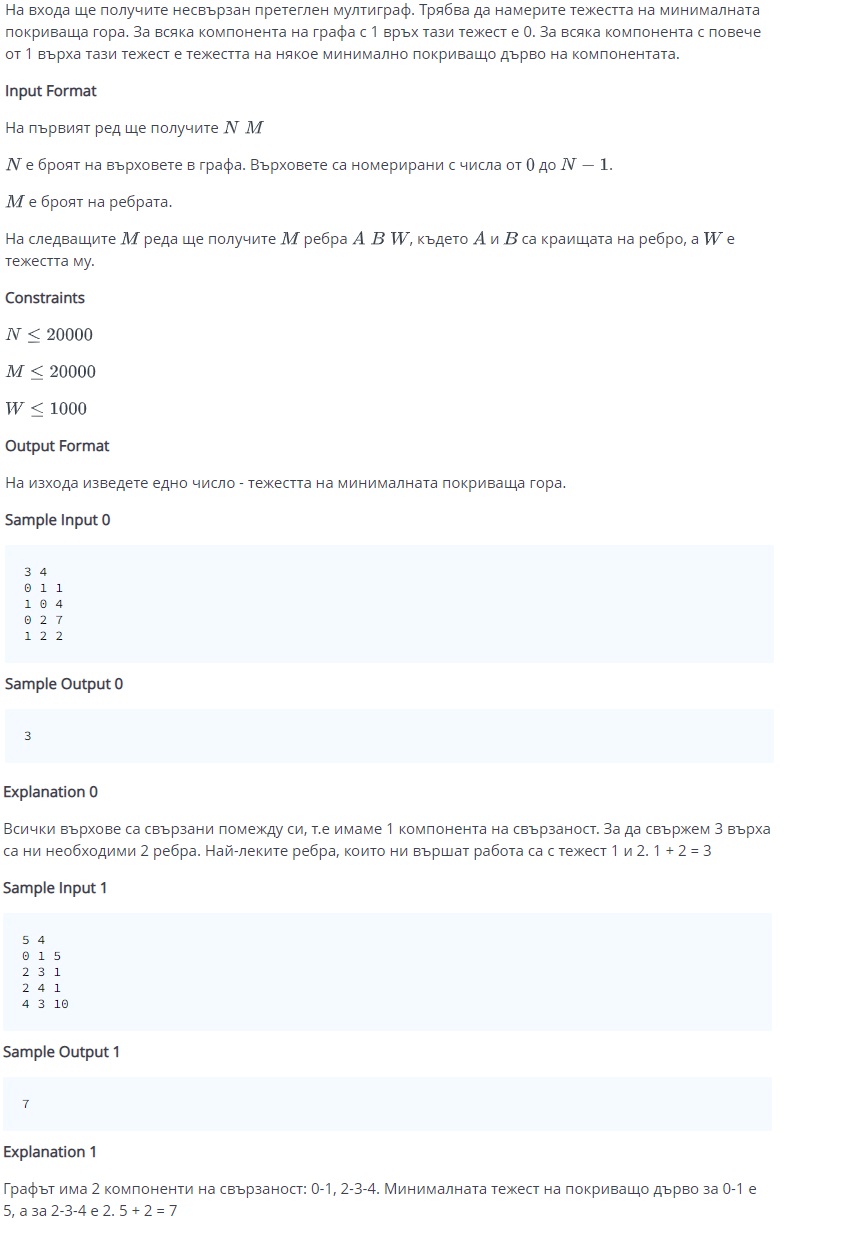 На входа ще получите несвързан претеглен мултиграф. Трябва да намерите тежестта на минималната
покриваща гора. За всяка компонента на графа с 1 връх тази тежест е 0. За всяка компонента с повече
от 1 върха тази тежест е тежестта на някое минимално покриващо дърво на компонентата.
Input Format
На първият ред ще получите N M
N е броят на върховете в графа. Върховете са номерирани с числа от 0 до N − 1.
M е броят на ребрата.
На следващите M реда ще получите M ребра A B W, където A и B са краищата на ребро, а W е
тежестта му.
Constraints
N ≤ 20000
M ≤ 20000
W ≤ 1000
Output Format
На изхода изведете едно число - тежестта на минималната покриваща гора.
Sample Input 0
3 4
0 1 1
1 0 4
0 2 7
1 2 2
Sample Output 0
3
Explanation 0
Всички върхове са свързани помежду си, т.е имаме 1 компонента на свързаност. За да свържем 3 върха
са ни необходими 2 ребра. Най-леките ребра, които ни вършат работа са с тежест 1 и 2. 1 + 2 = 3
Sample Input 1
5 4
0 1 5
2 3 1
2 4 1
4 3 10
Sample Output 1
7
Explanation 1
Графът има 2 компоненти на свързаност: 0-1, 2-3-4. Минималната тежест на покриващо дърво за 0-1 е
5, а за 2-3-4 е 2. 5 + 2 = 7